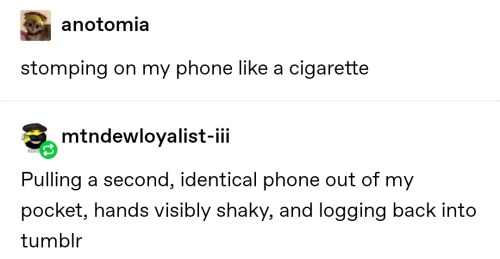 anotomia
stomping on my phone like a cigarette
mtndewloyalist-iii
Pulling a second, identical phone out of my
pocket, hands visibly shaky, and logging back into
tumblr